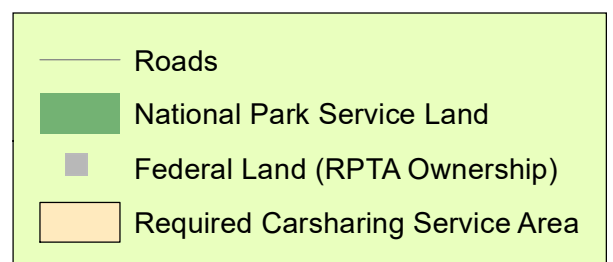 Roads
National Park Service Land
Federal Land (RPTA Ownership)
Required Carsharing Service Area